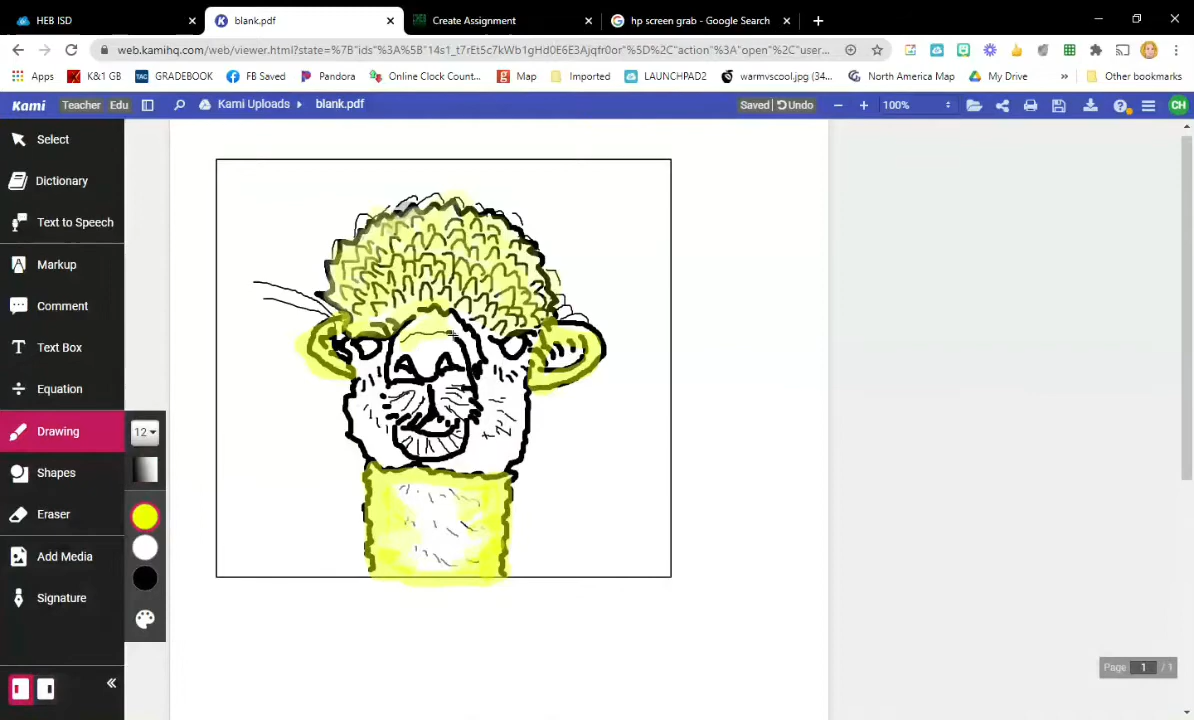 HEB ISD
blank.pdf
Create Assignment
hp screen grab - Google Search
web.kamihq.com/web/viewer.html?state=%7B"ids"%3A%5B"14s1_t7rEt5c7kWb1gHd0E6E3Ajqfr0or"%5D%2C"action"%3A"open"%2C"user...
Apps
K&1 GB
GRADEBOOK
FB Saved
Pandora
Online Clock Count...
Map
Imported
LAUNCHPAD2
warmvscool.jpg (34...
North America Map
My Drive
»
Other bookmarks
Kami
Teacher
Edu
Kami Uploads
blank.pdf
Saved
Undo
100%
CH
Select
Dictionary
Text to Speech
Markup
Comment
Text Box
Equation
Drawing
12
Shapes
Eraser
Add Media
Signature
Page 1 / 1